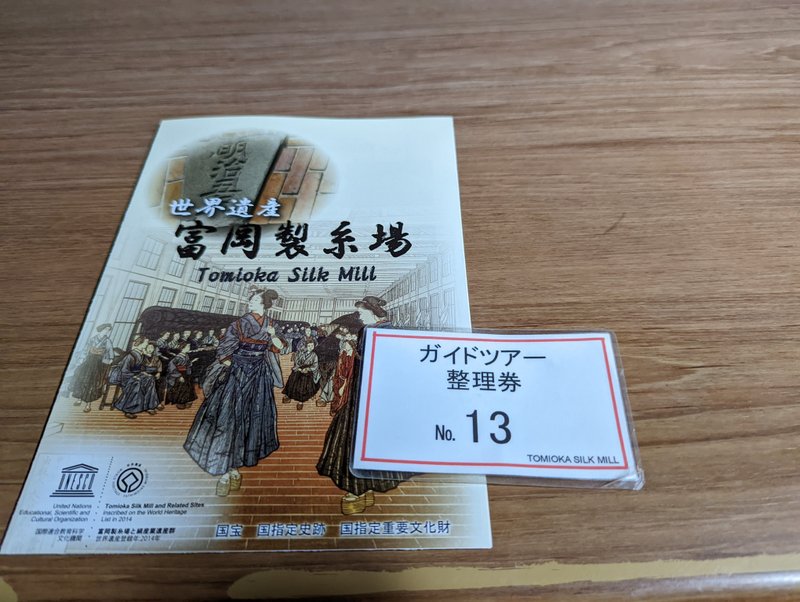 明治五
世界遺産
富岡製糸場
Tomioka Silk Mill
ガイドツアー
整理券
No. 13
TOMIOKA SILK MILL
UNESCO
United Nations
Educational, Scientific and
Cultural Organization
国際連合教育科学
文化機関
Tomioka Silk Mill and Related Sites
Inscribed on the World Heritage
List in 2014
富岡製糸場と絹産業遺産群
世界遺産登録年:2014年
国宝 国指定史跡 国指定重要文化財